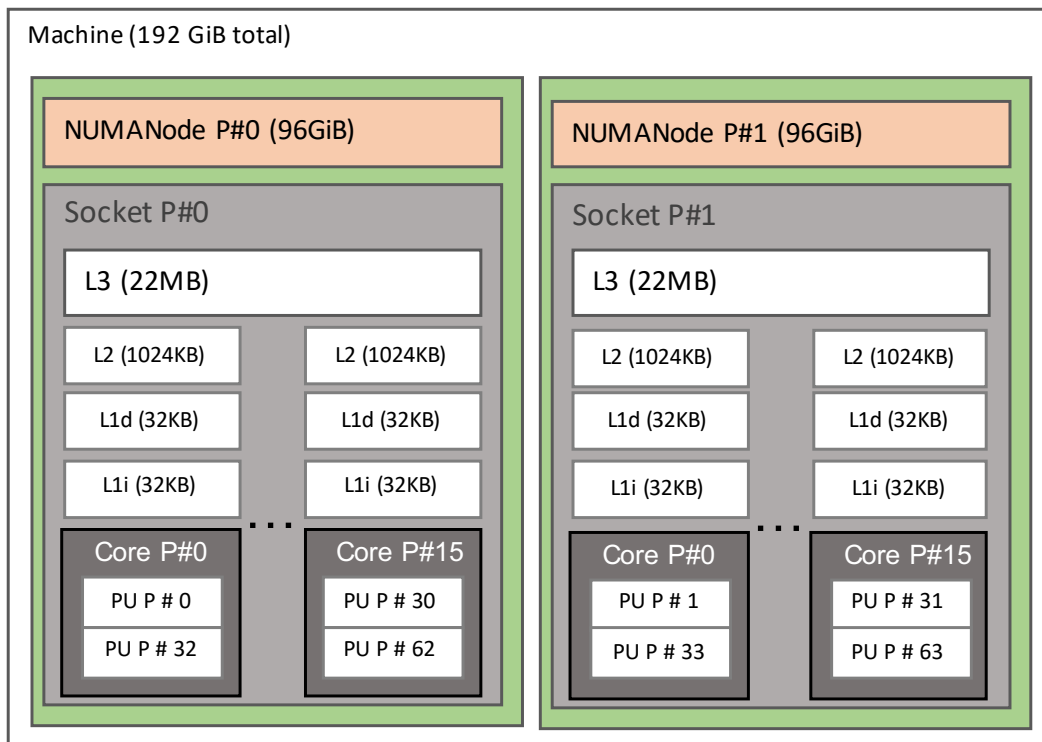 Machine (192 GiB total)
NUMANode P#0 (96GiB)
Socket P#0
L3 (22MB)
L2 (1024KB)
L2 (1024KB)
L1d (32KB)
L1d (32KB)
L1i (32KB)
L1i (32KB)
...
Core P#0
PU P # 0
PU P # 32
Core P#15
PU P # 30
PU P # 62
NUMANode P#1 (96GiB)
Socket P#1
L3 (22MB)
L2 (1024KB)
L2 (1024KB)
L1d (32KB)
L1d (32KB)
L1i (32KB)
L1i (32KB)
...
Core P#0
PU P # 1
PU P # 33
Core P#15
PU P # 31
PU P # 63